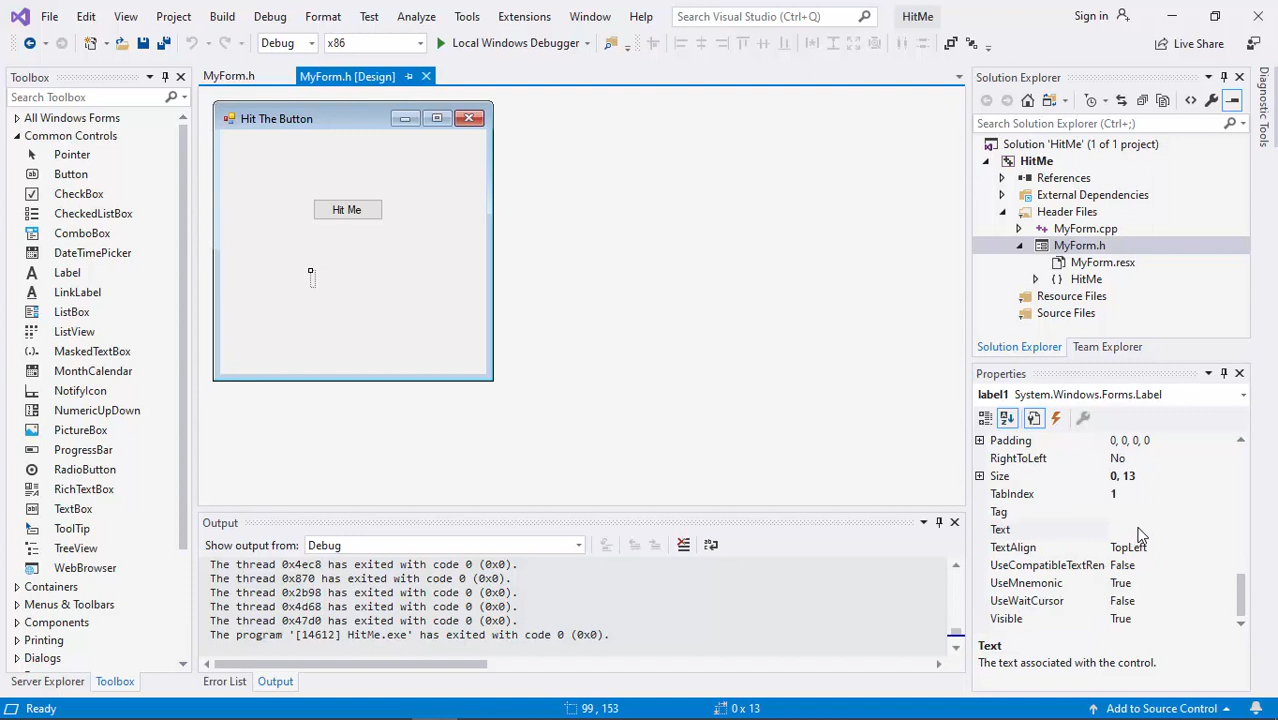 File Edit View Project Build Debug Format Test Analyze Tools Extensions Window Help Search Visual Studio (Ctrl+Q) HitMe Sign in
Debug x86 Local Windows Debugger Live Share
Toolbox
Search Toolbox
All Windows Forms
Common Controls
Pointer
Button
CheckBox
CheckedListBox
ComboBox
DateTimePicker
Label
LinkLabel
ListBox
ListView
MaskedTextBox
MonthCalendar
NotifyIcon
NumericUpDown
PictureBox
ProgressBar
RadioButton
RichTextBox
TextBox
ToolTip
TreeView
WebBrowser
Containers
Menus & Toolbars
Components
Printing
Dialogs
Server Explorer Toolbox
MyForm.h MyForm.h [Design]
Hit The Button
Hit Me
Output
Show output from: Debug
The thread 0x4ec8 has exited with code 0 (0x0).
The thread 0x870 has exited with code 0 (0x0).
The thread 0x2b98 has exited with code 0 (0x0).
The thread 0x4d68 has exited with code 0 (0x0).
The thread 0x47d0 has exited with code 0 (0x0).
The program '[14612] HitMe.exe' has exited with code 0 (0x0).
Error List Output
Solution Explorer
Search Solution Explorer (Ctrl+;)
Solution 'HitMe' (1 of 1 project)
HitMe
References
External Dependencies
Header Files
MyForm.cpp
MyForm.h
MyForm.resx
HitMe
Resource Files
Source Files
Solution Explorer Team Explorer
Properties
label1 System.Windows.Forms.Label
Padding 0, 0, 0, 0
RightToLeft No
Size 0, 13
TabIndex 1
Tag
Text
TextAlign TopLeft
UseCompatibleTextRen False
UseMnemonic True
UseWaitCursor False
Visible True
Text
The text associated with the control.
Diagnostic Tools
Ready 99 , 153 0 x 13 Add to Source Control